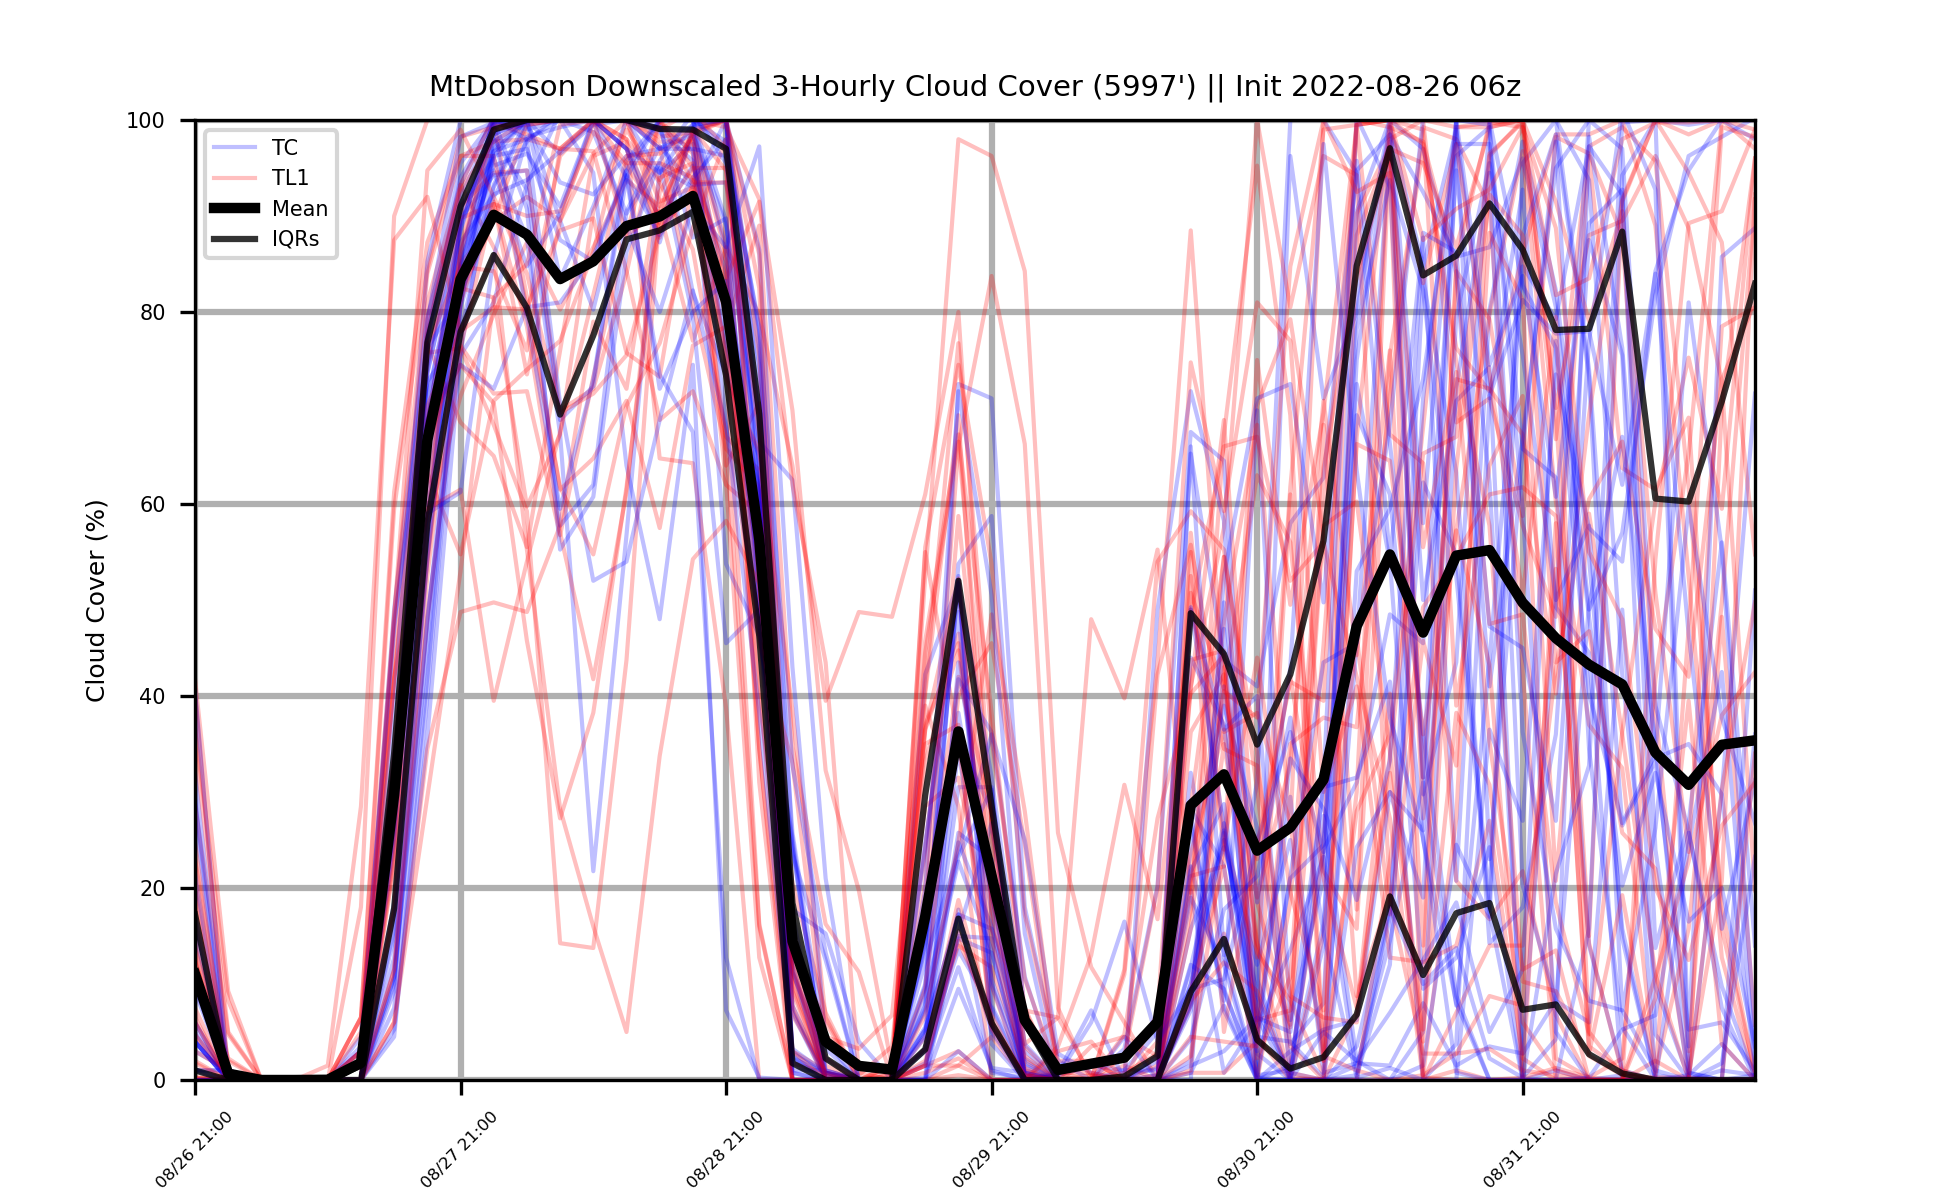 MtDobson Downscaled 3-Hourly Cloud Cover (5997') || Init 2022-08-26 06z
100
80
60
40
20
0
Cloud Cover (%)
TC
TL1
Mean
IQRs
08/26 21:00
08/27 21:00
08/28 21:00
08/29 21:00
08/30 21:00
08/31 21:00